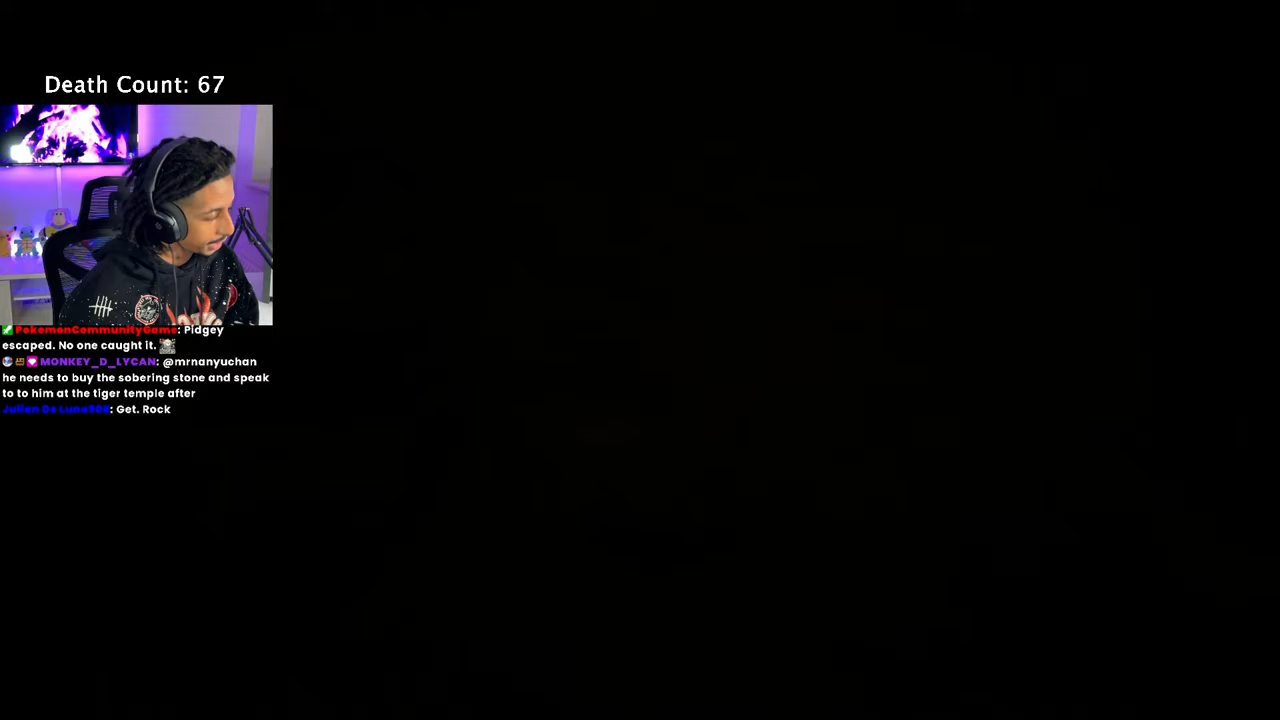 Death Count: 67
PokemonCommunityGame: Pidgey
escaped. No one caught it.
MONKEY_D_LYCAN: @mrnanyuchan
he needs to buy the sobering stone and speak
to to him at the tiger temple after
: Get. Rock